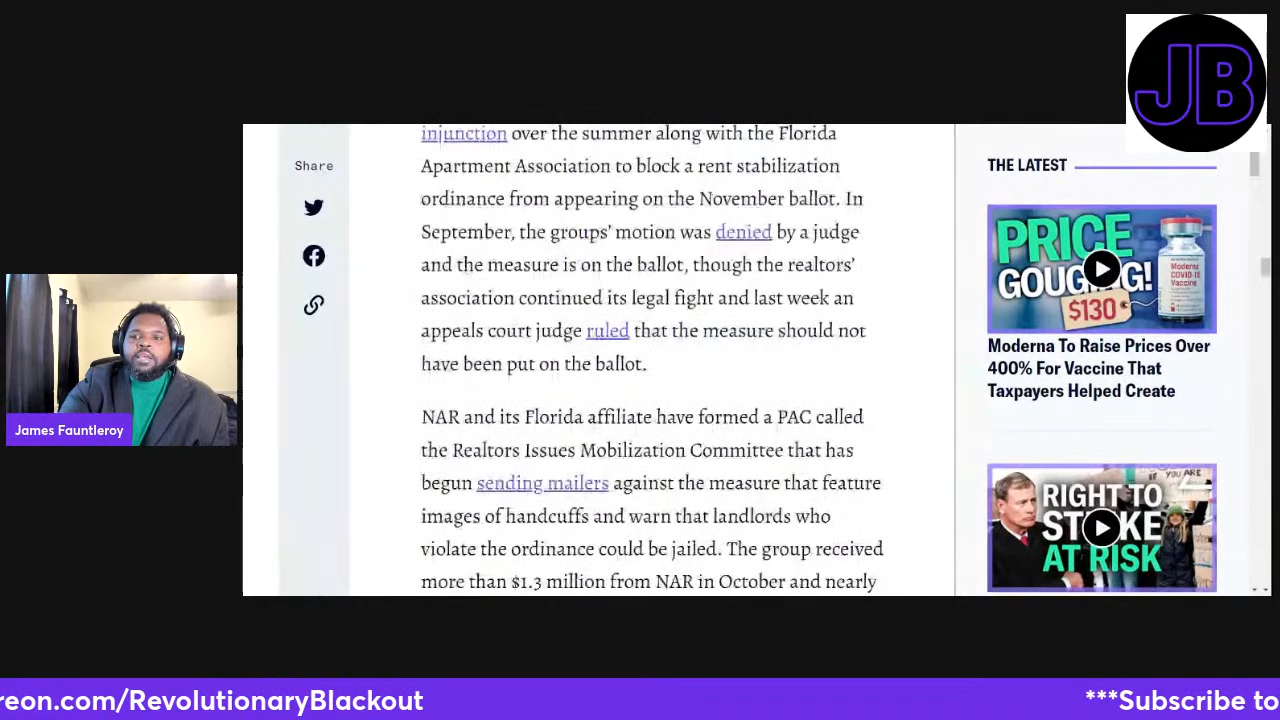 JB
injunction over the summer along with the Florida
Apartment Association to block a rent stabilization
ordinance from appearing on the November ballot. In
September, the groups' motion was denied by a judge
and the measure is on the ballot, though the realtors'
association continued its legal fight and last week an
appeals court judge ruled that the measure should not
have been put on the ballot.
NAR and its Florida affiliate have formed a PAC called
the Realtors Issues Mobilization Committee that has
begun sending mailers against the measure that feature
images of handcuffs and warn that landlords who
violate the ordinance could be jailed. The group received
more than $1.3 million from NAR in October and nearly
Share
THE LATEST
PRICE
GOUGING!
$130
Moderna
COVID-19
Vaccine
Moderna To Raise Prices Over
400% For Vaccine That
Taxpayers Helped Create
IF YOU ARE
RIGHT TO
STRIKE
AT RISK
James Fauntleroy
reon.com/RevolutionaryBlackout
***Subscribe to